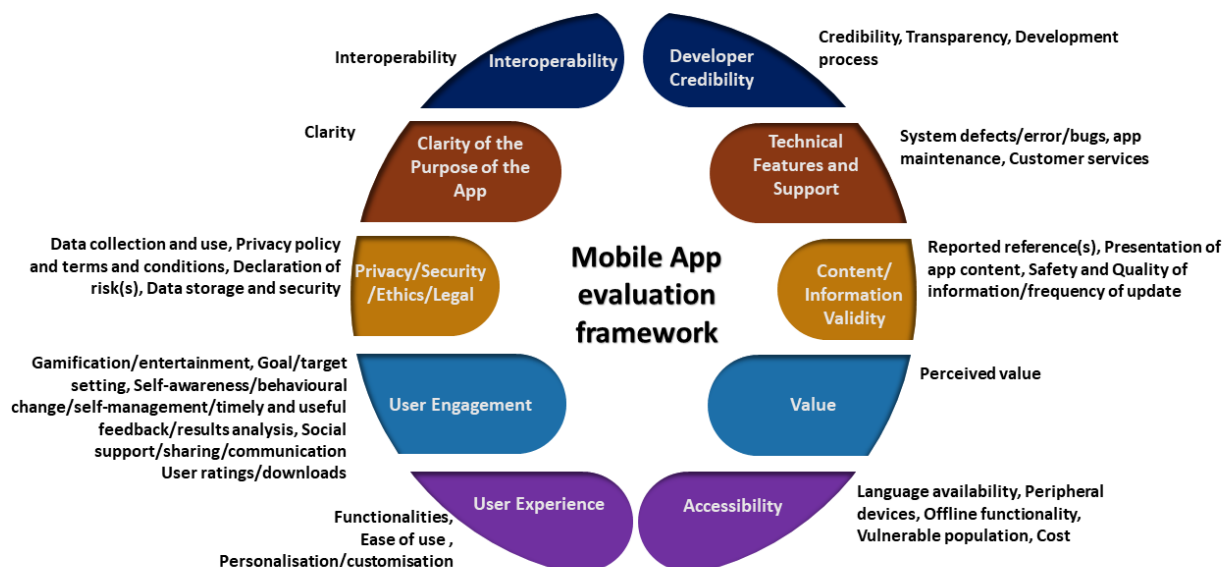 Interoperability
Interoperability
Developer
Credibility
Credibility, Transparency, Development
process
Clarity
Clarity of the
Purpose of the
App
Technical
Features and
Support
System defects/error/bugs, app
maintenance, Customer services
Data collection and use, Privacy policy
and terms and conditions, Declaration of
risk(s), Data storage and security
Privacy/Security
/Ethics/Legal
Mobile App
evaluation
framework
Content/
Information
Validity
Reported reference(s), Presentation of
app content, Safety and Quality of
information/frequency of update
Gamification/entertainment, Goal/target
setting, Self-awareness/behavioural
change/self-management/timely and useful
feedback/results analysis, Social
support/sharing/communication
User ratings/downloads
User Engagement
Value
Perceived value
Functionalities,
Ease of use ,
Personalisation/customisation
User Experience
Accessibility
Language availability, Peripheral
devices, Offline functionality,
Vulnerable population, Cost